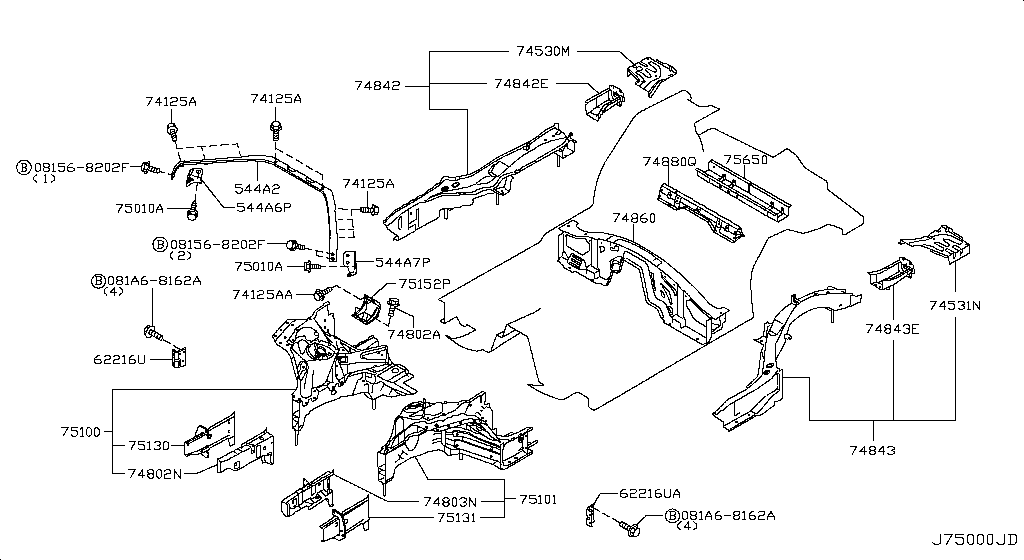 74530M
74842
74842E
74125A
74125A
B08156-8202F
(1)
544A2
74125A
75010A
544A6P
B08156-8202F
(2)
544A7P
75010A
B081A6-8162A
(4)
74125AA
75152P
74802A
62216U
74880Q
75650
74860
74531N
74843E
74843
75100
75130
74802N
74803N
75101
75131
62216UA
B081A6-8162A
(4)
J75000JD